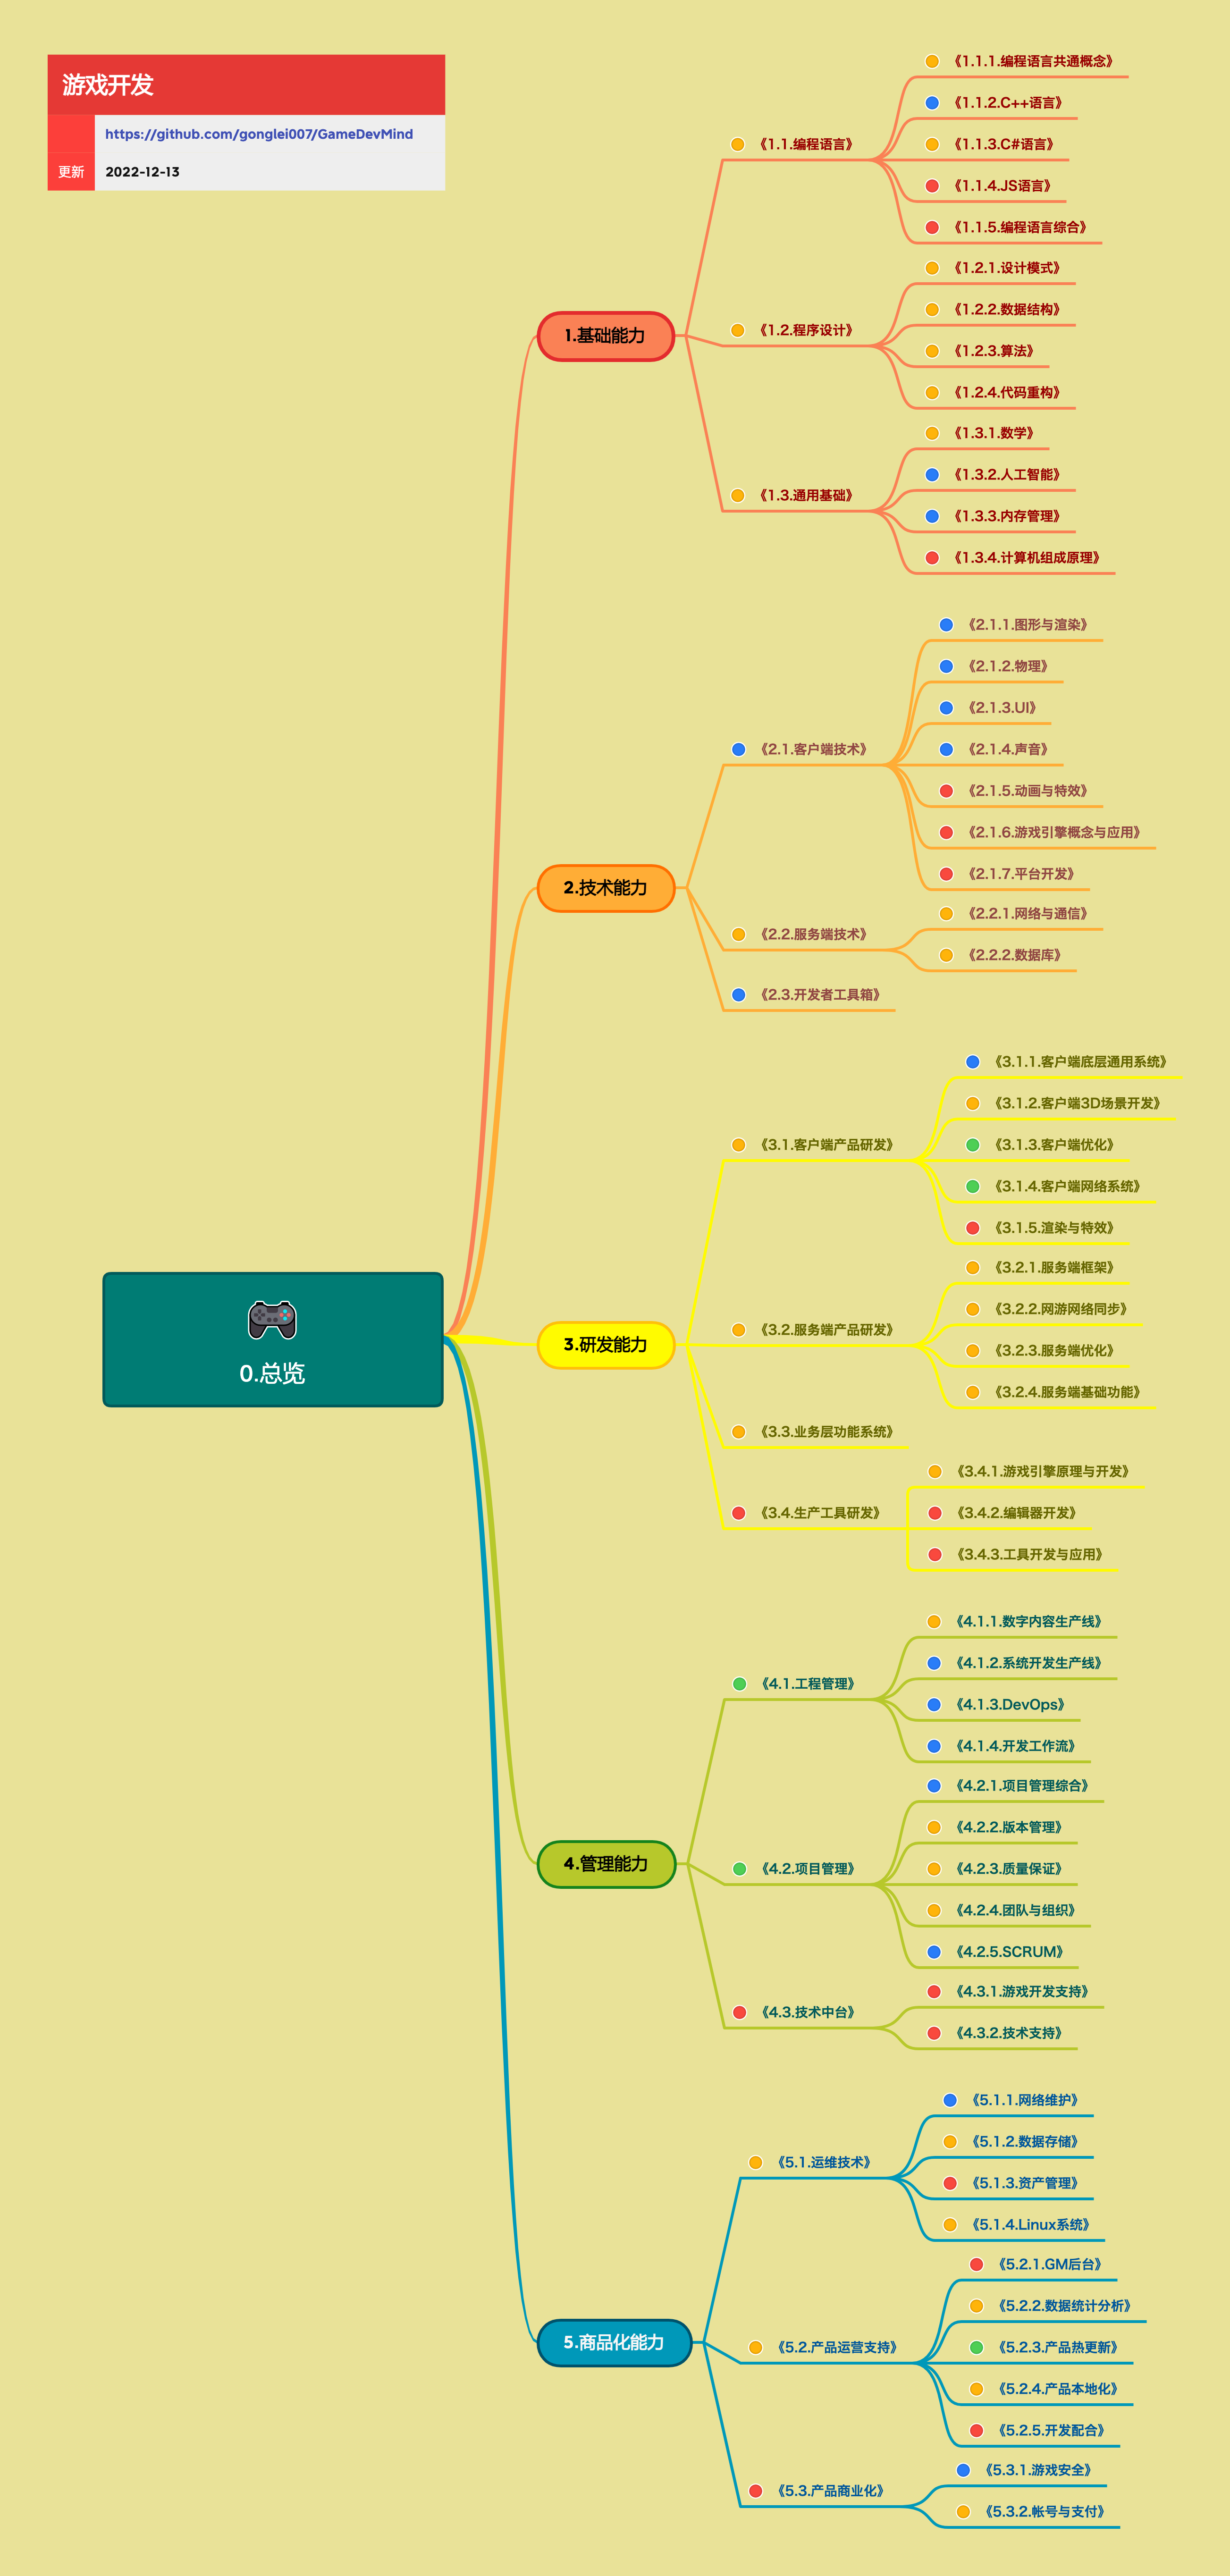 游戏开发
https://github.com/gonglei007/GameDevMind
更新 2022-12-13
0.总览
1.基础能力
《1.1.编程语言》
《1.1.1.编程语言共通概念》
《1.1.2.C++语言》
《1.1.3.C#语言》
《1.1.4.JS语言》
《1.1.5.编程语言综合》
《1.2.程序设计》
《1.2.1.设计模式》
《1.2.2.数据结构》
《1.2.3.算法》
《1.2.4.代码重构》
《1.3.通用基础》
《1.3.1.数学》
《1.3.2.人工智能》
《1.3.3.内存管理》
《1.3.4.计算机组成原理》
2.技术能力
《2.1.客户端技术》
《2.1.1.图形与渲染》
《2.1.2.物理》
《2.1.3.UI》
《2.1.4.声音》
《2.1.5.动画与特效》
《2.1.6.游戏引擎概念与应用》
《2.1.7.平台开发》
《2.2.服务端技术》
《2.2.1.网络与通信》
《2.2.2.数据库》
《2.3.开发者工具箱》
3.研发能力
《3.1.客户端产品研发》
《3.1.1.客户端底层通用系统》
《3.1.2.客户端3D场景开发》
《3.1.3.客户端优化》
《3.1.4.客户端网络系统》
《3.1.5.渲染与特效》
《3.2.服务端产品研发》
《3.2.1.服务端框架》
《3.2.2.网游网络同步》
《3.2.3.服务端优化》
《3.2.4.服务端基础功能》
《3.3.业务层功能系统》
《3.4.生产工具研发》
《3.4.1.游戏引擎原理与开发》
《3.4.2.编辑器开发》
《3.4.3.工具开发与应用》
4.管理能力
《4.1.工程管理》
《4.1.1.数字内容生产线》
《4.1.2.系统开发生产线》
《4.1.3.DevOps》
《4.1.4.开发工作流》
《4.2.项目管理》
《4.2.1.项目管理综合》
《4.2.2.版本管理》
《4.2.3.质量保证》
《4.2.4.团队与组织》
《4.2.5.SCRUM》
《4.3.技术中台》
《4.3.1.游戏开发支持》
《4.3.2.技术支持》
5.商品化能力
《5.1.运维技术》
《5.1.1.网络维护》
《5.1.2.数据存储》
《5.1.3.资产管理》
《5.1.4.Linux系统》
《5.2.产品运营支持》
《5.2.1.GM后台》
《5.2.2.数据统计分析》
《5.2.3.产品热更新》
《5.2.4.产品本地化》
《5.2.5.开发配合》
《5.3.产品商业化》
《5.3.1.游戏安全》
《5.3.2.帐号与支付》